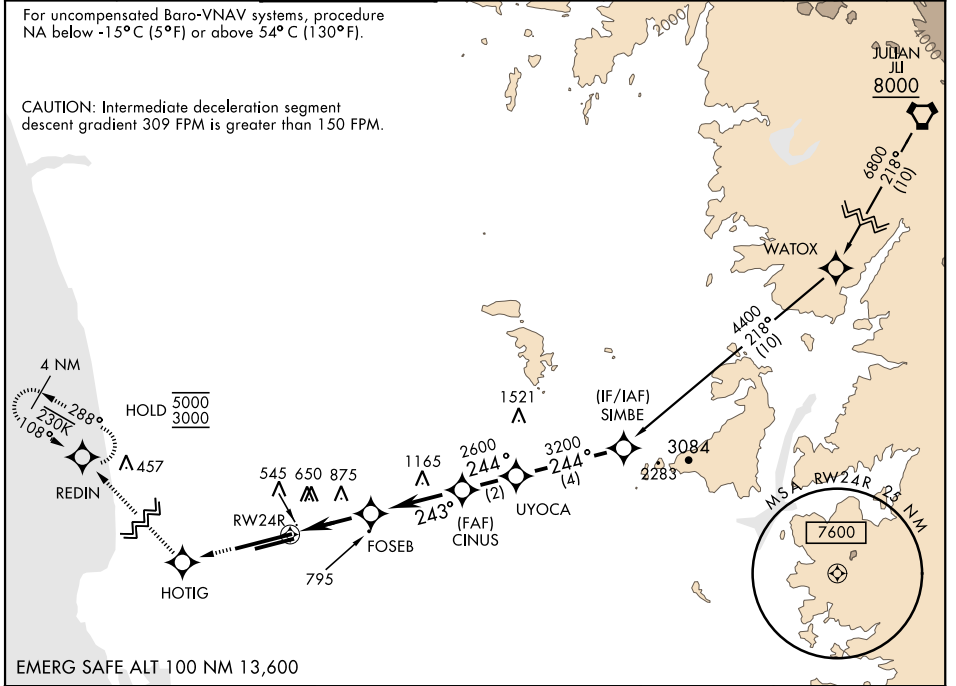 For uncompensated Baro-VNAV systems, procedure
NA below -15°C (5°F) or above 54°C (130°F).
CAUTION: Intermediate deceleration segment
descent gradient 309 FPM is greater than 150 FPM.
2000
4000
JULIAN
JLI
8000
6800
218°
(10)
WATOX
4400
218°
(10)
4 NM
288°
230K
108°
HOLD 5000
3000
REDIN
457
1521
(IF/IAF)
SIMBE
3084
2283
545
650
875
1165
2600
244°
(2)
3200
244°
(4)
UYOCA
243°
(FAF)
CINUS
RW24R
FOSEB
795
HOTIG
MSA RW24R 25 NM
7600
EMERG SAFE ALT 100 NM 13,600